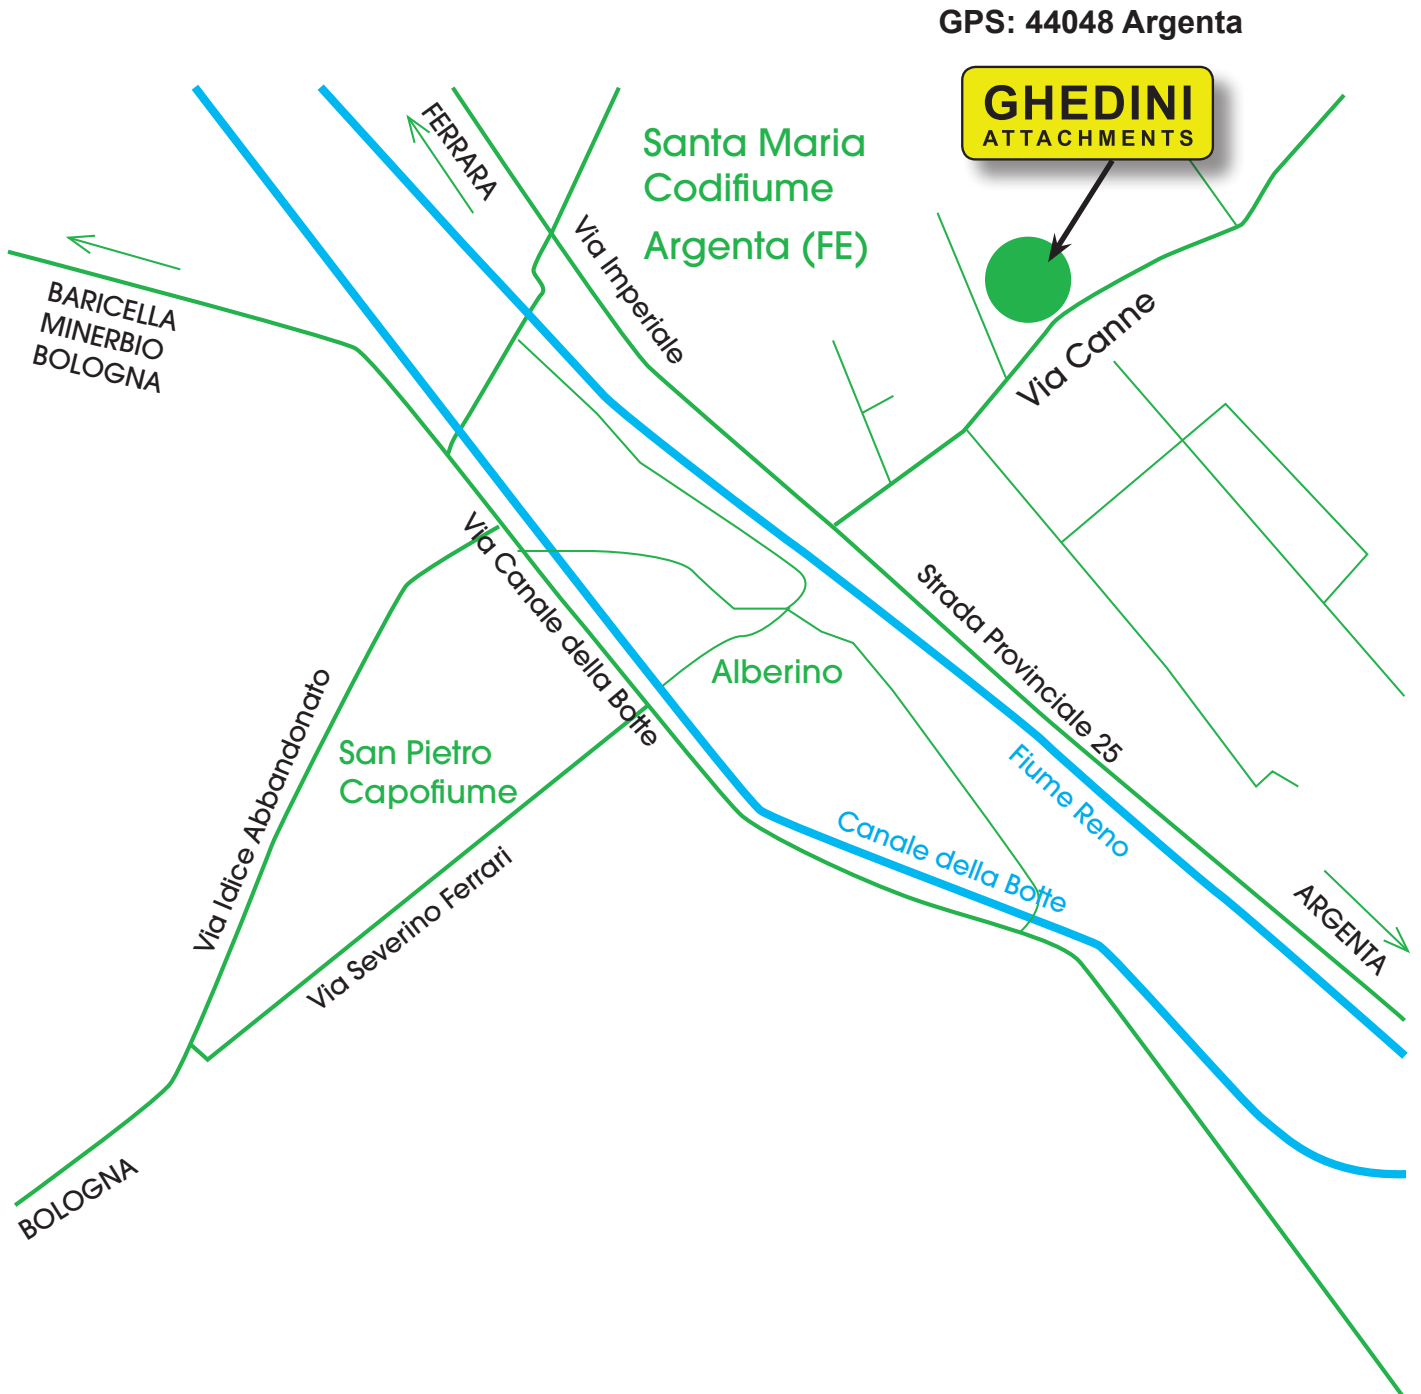 GPS: 44048 Argenta
GHEDINI
ATTACHMENTS
FERRARA
Santa Maria
Codifiume
Argenta (FE)
Via Imperiale
BARICELLA
MINERBIO
BOLOGNA
Via Canne
Via Canale della Botte
Strada Provinciale 25
Alberino
Via Idice Abbandonato
San Pietro
Capofiume
Fiume Reno
Canale della Botte
Via Severino Ferrari
ARGENTA
BOLOGNA